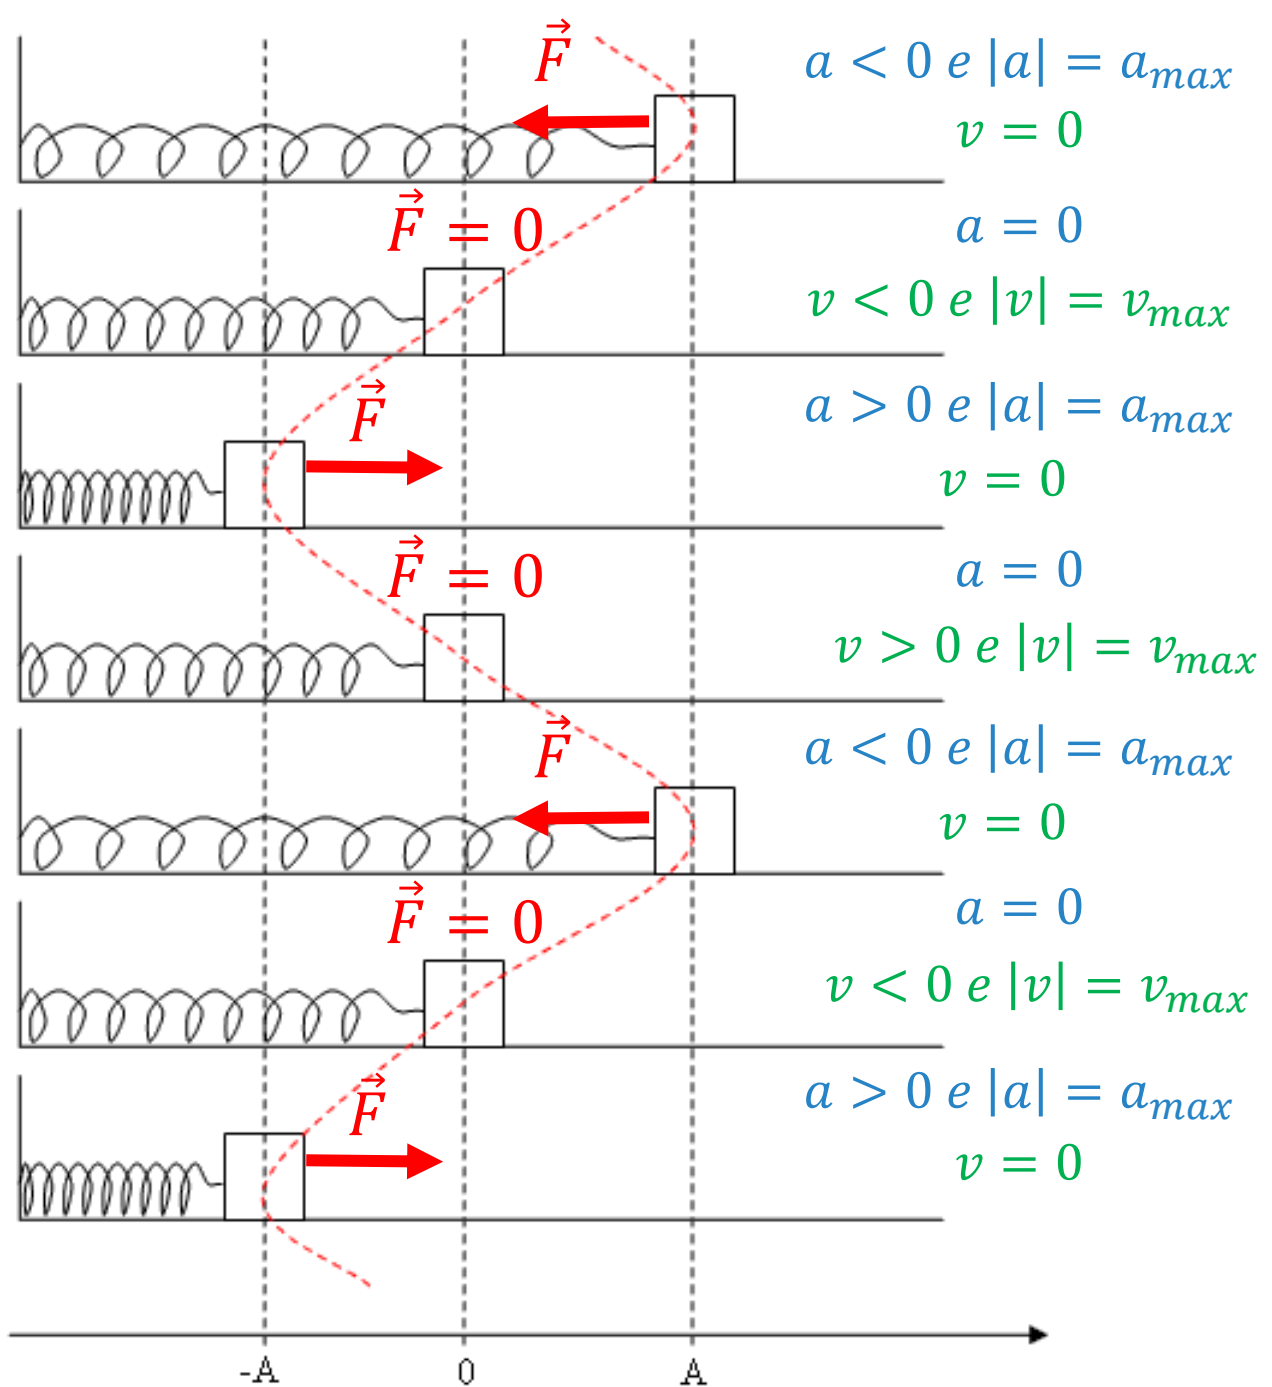 F⃗
a < 0 e |a| = a_max
v = 0
F⃗ = 0
a = 0
v < 0 e |v| = v_max
F⃗
a > 0 e |a| = a_max
v = 0
F⃗ = 0
a = 0
v > 0 e |v| = v_max
F⃗
a < 0 e |a| = a_max
v = 0
F⃗ = 0
a = 0
v < 0 e |v| = v_max
F⃗
a > 0 e |a| = a_max
v = 0
-A 0 A